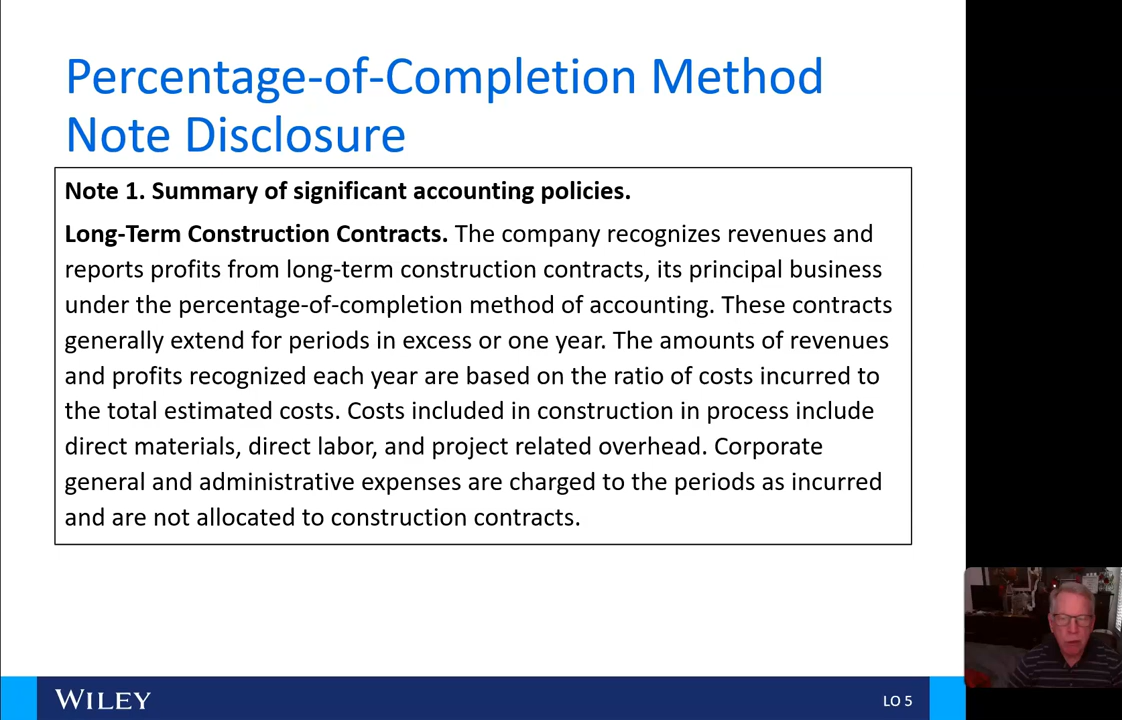 Percentage-of-Completion Method
Note Disclosure
Note 1. Summary of significant accounting policies.
Long-Term Construction Contracts. The company recognizes revenues and
reports profits from long-term construction contracts, its principal business
under the percentage-of-completion method of accounting. These contracts
generally extend for periods in excess or one year. The amounts of revenues
and profits recognized each year are based on the ratio of costs incurred to
the total estimated costs. Costs included in construction in process include
direct materials, direct labor, and project related overhead. Corporate
general and administrative expenses are charged to the periods as incurred
and are not allocated to construction contracts.
WILEY
LO 5